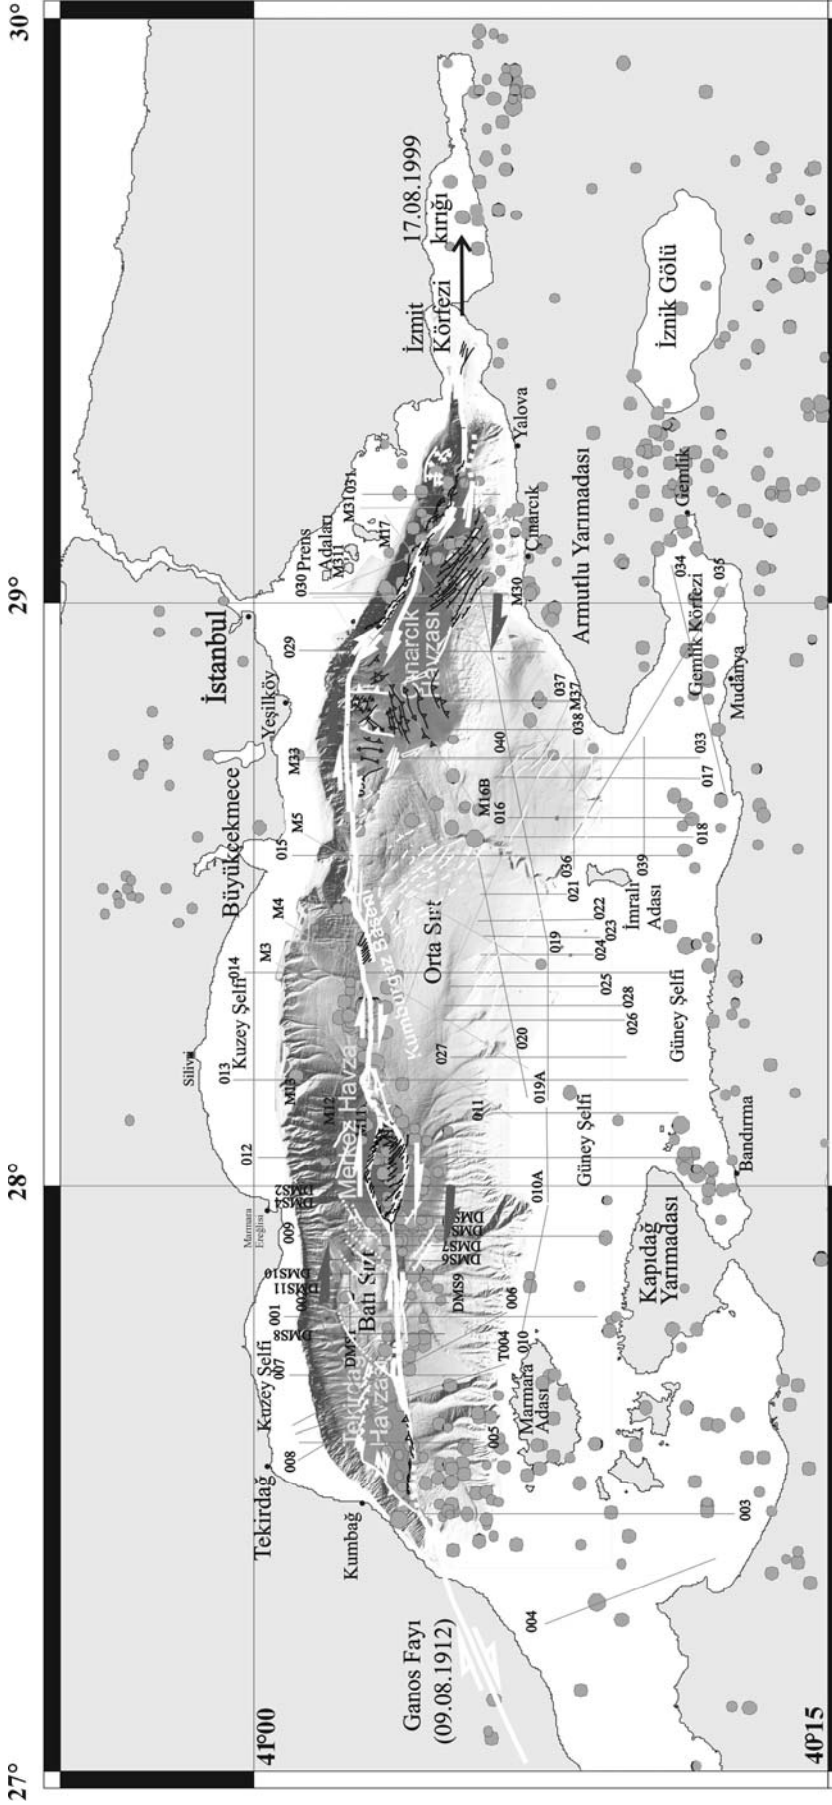 27°
28°
29°
30°
41°00
40°15
Ganos Fayı
(09.08.1912)
Tekirdağ
Kumbağ
Kuzey Şelfi
008
007
DMS8
001
DMS11
DMS10
009
Marmara
Ereğlisi
DMS4
DMS2
012
013
Silivri
Kuzey Şelfi
014
M3
M4
Büyükçekmece
015
M5
M33
Yeşilköy
İstanbul
029
030
Prens
Adaları
M17
M31
031
İzmit
Körfezi
17.08.1999
kırığı
Havzası
Batı Sırt
Merkez Havza
M13
M12
Orta Sırt
Çınarcık
Havzası
004
003
005
Marmara
Adası
T004
010
006
DMS9
DMS6
DMS7
010A
011
019A
027
020
Güney Şelfi
026
028
025
024
023
022
021
019
İmralı
Adası
036
039
016
M16B
040
018
017
033
038
037
M37
M30
Çınarcık
Yalova
Armutlu Yarımadası
Gemlik
034
035
Gemlik Körfezi
Mudanya
İznik Gölü
Güney Şelfi
Bandırma
Kapıdağ
Yarımadası